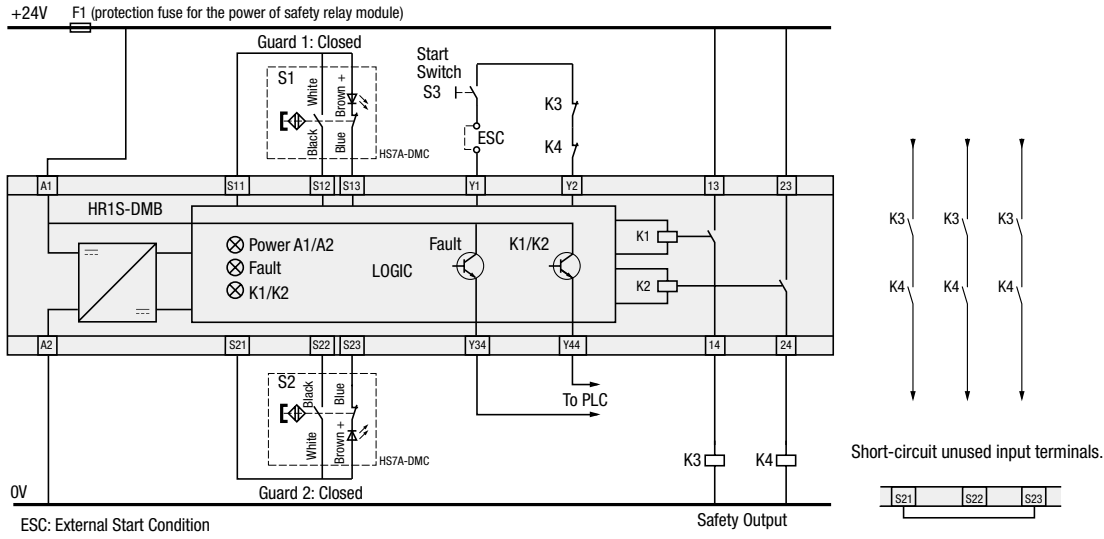 +24V F1 (protection fuse for the power of safety relay module)
Guard 1: Closed
S1
White
Brown +
Black
Blue
HS7A-DMC
Start
Switch
S3
ESC
K3
K4
A1 S11 S12 S13 Y1 Y2 13 23
HR1S-DMB
Power A1/A2
Fault
K1/K2
LOGIC
Fault
K1/K2
K1
K2
A2 S21 S22 S23 Y34 Y44 14 24
S2
Black
Blue
White
Brown +
HS7A-DMC
Guard 2: Closed
To PLC
K3 K4
0V
ESC: External Start Condition
Safety Output
K3 K3 K3
K4 K4 K4
Short-circuit unused input terminals.
S21 S22 S23